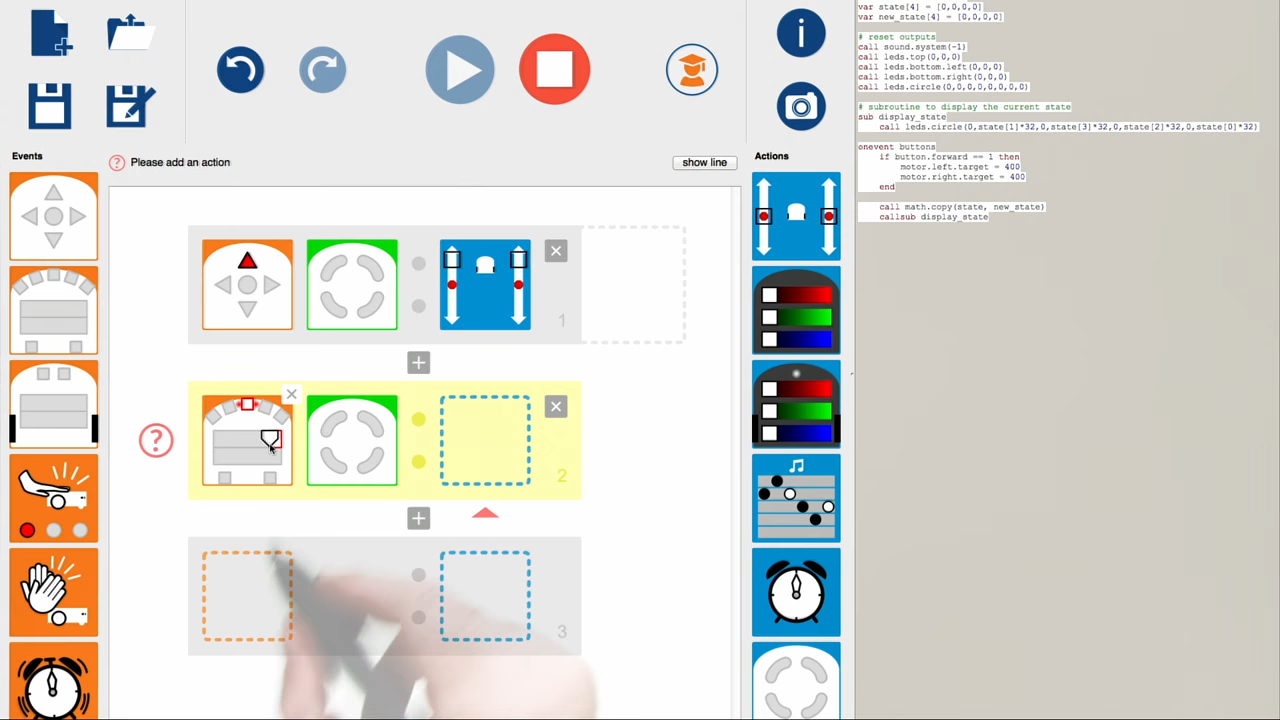 Events
? Please add an action
show line
Actions
1
?
2
3
i
var state[4] = [0,0,0,0]
var new_state[4] = [0,0,0,0]
# reset outputs
call sound.system(-1)
call leds.top(0,0,0)
call leds.bottom.left(0,0,0)
call leds.bottom.right(0,0,0)
call leds.circle(0,0,0,0,0,0,0,0)
# subroutine to display the current state
sub display_state
call leds.circle(0,state[1]*32,0,state[3]*32,0,state[2]*32,0,state[0]*32)
onevent buttons
if button.forward == 1 then
motor.left.target = 400
motor.right.target = 400
end
call math.copy(state, new_state)
callsub display_state